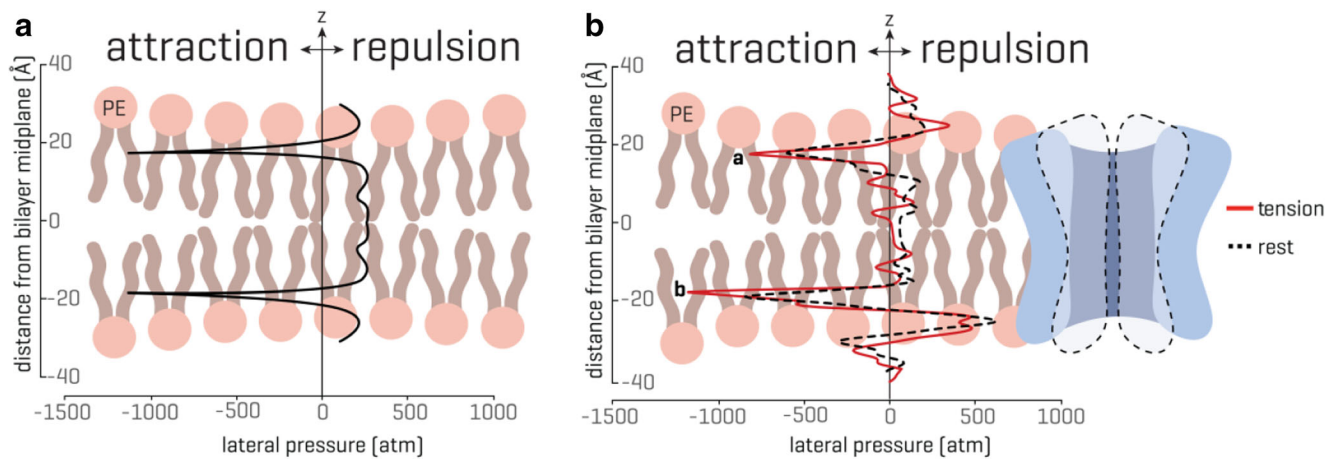 a
z
attraction
repulsion
distance from bilayer midplane (Å)
40
20
0
-20
-40
PE
-1500
-1000
-500
0
500
1000
lateral pressure (atm)
b
z
attraction
repulsion
distance from bilayer midplane (Å)
40
20
0
-20
-40
PE
a
b
tension
rest
-1500
-1000
-500
0
500
1000
lateral pressure (atm)